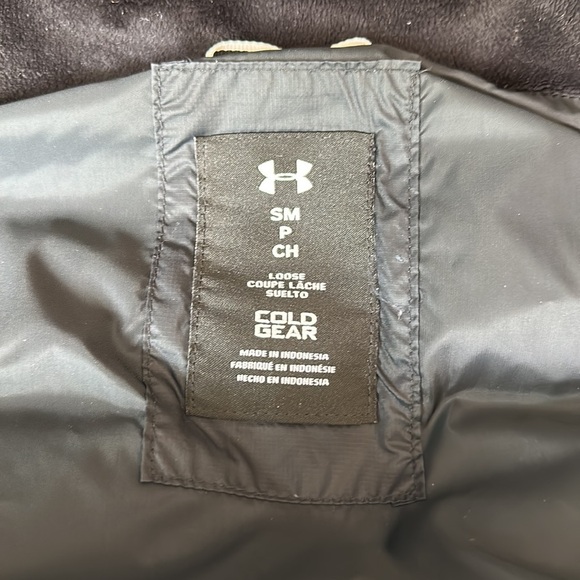 SM
P
CH
LOOSE
COUPE LÂCHE
SUELTO
COLD
GEAR
MADE IN INDONESIA
FABRIQUÉ EN INDONÉSIE
HECHO EN INDONESIA